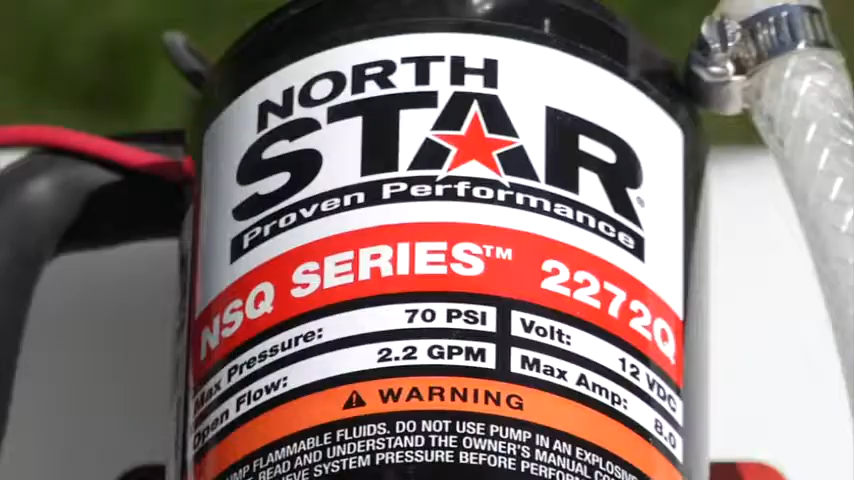 NORTH
STAR®
Proven Performance
NSQ SERIES™ 2272Q
Max Pressure: 70 PSI
Volt: 12 VDC
Open Flow: 2.2 GPM
Max Amp: 8.0
⚠ WARNING
FLAMMABLE FLUIDS. DO NOT USE PUMP IN AN
READ AND UNDERSTAND THE OWNER'S MANUAL
SYSTEM PRESSURE BEFORE